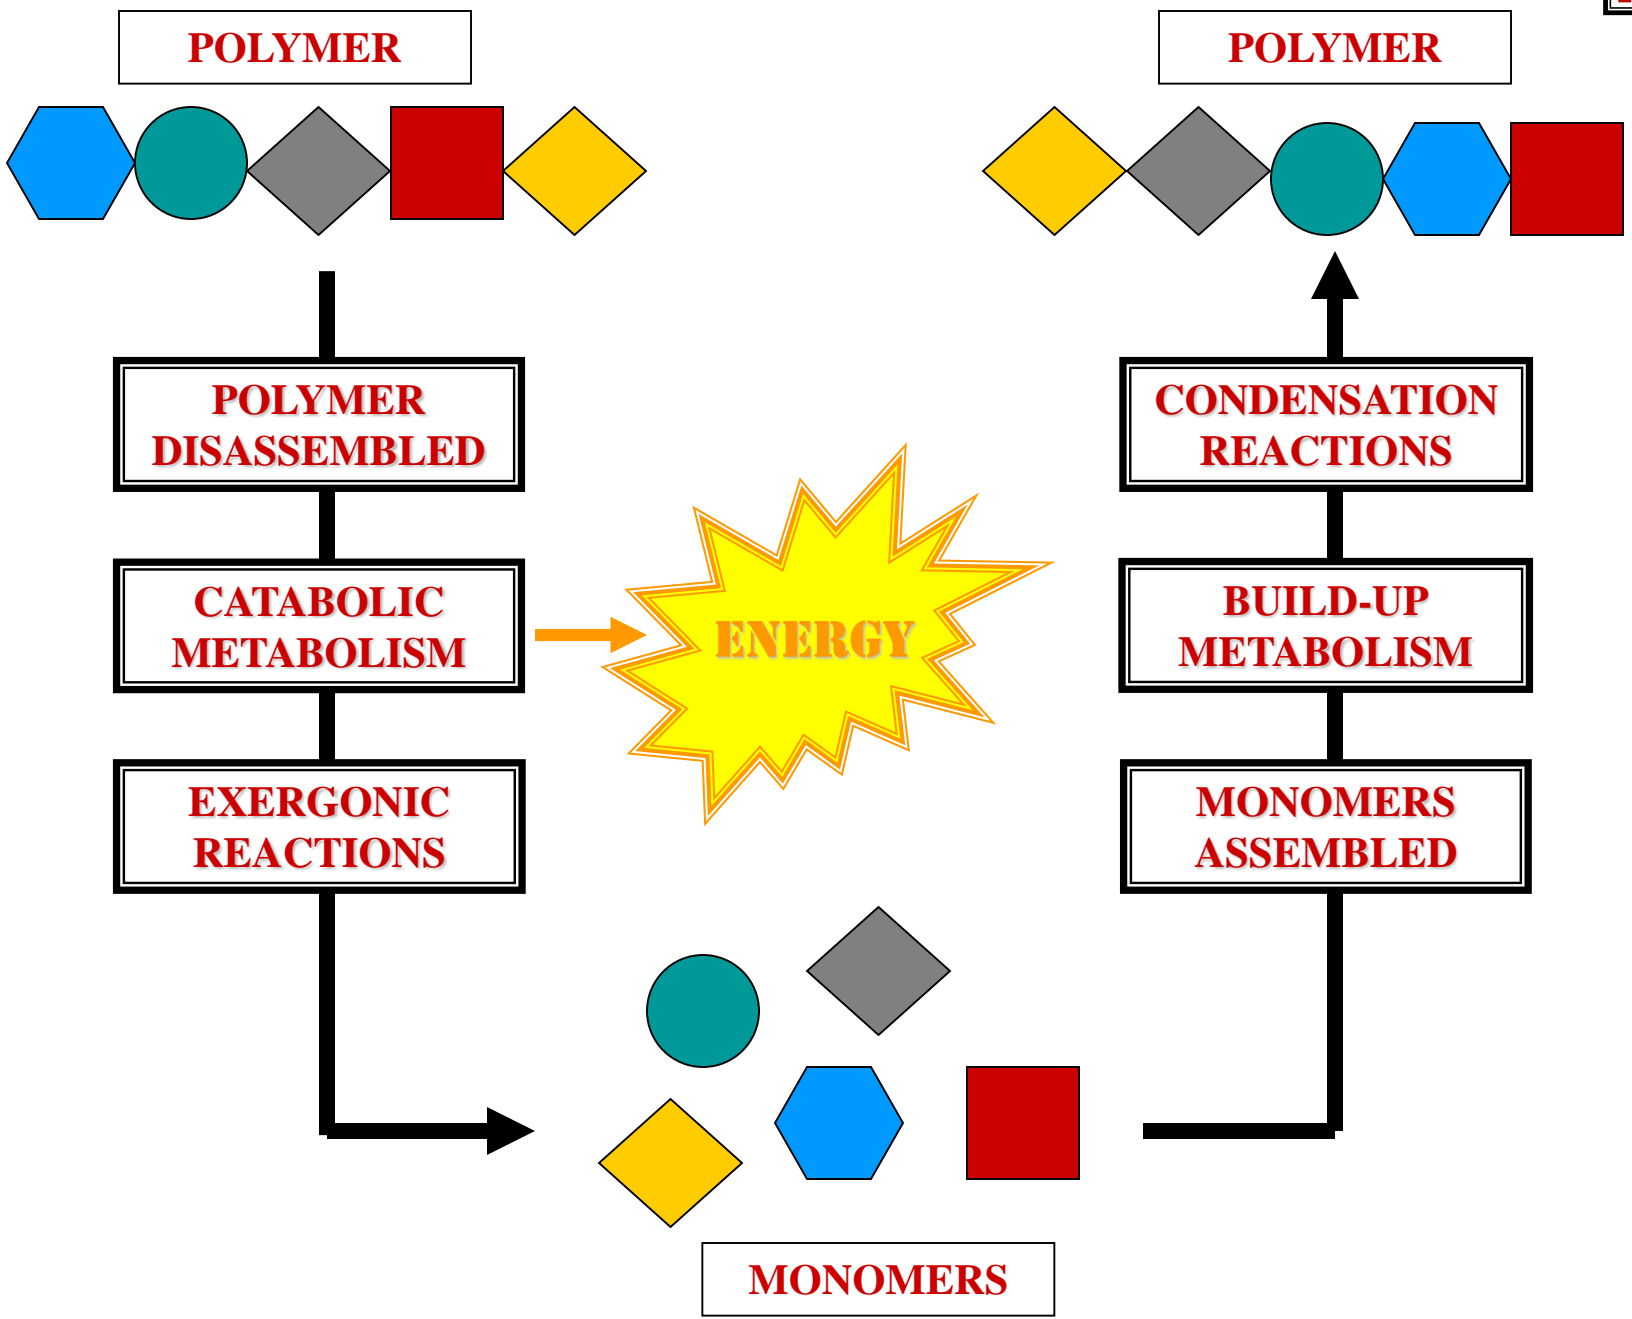 POLYMER
POLYMER
POLYMER
DISASSEMBLED
CONDENSATION
REACTIONS
CATABOLIC
METABOLISM
ENERGY
BUILD-UP
METABOLISM
EXERGONIC
REACTIONS
MONOMERS
ASSEMBLED
MONOMERS